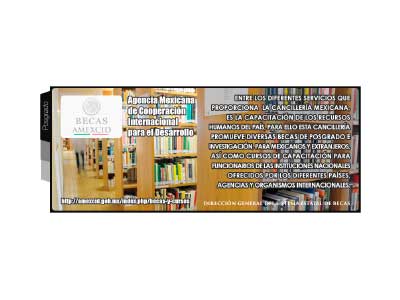 Posgrado
BECAS
AMEXCID
Agencia Mexicana
de Cooperación
Internacional
para el Desarrollo
http://amexcid.gob.mx/index.php/becas-y-cursos
ENTRE LOS DIFERENTES SERVICIOS QUE
PROPORCIONA LA CANCILLERÍA MEXICANA,
ES LA CAPACITACIÓN DE LOS RECURSOS
HUMANOS DEL PAÍS, PARA ELLO ESTA CANCILLERÍA
PROMUEVE DIVERSAS BECAS DE POSGRADO E
INVESTIGACIÓN, PARA MEXICANOS Y EXTRANJEROS,
ASÍ COMO CURSOS DE CAPACITACIÓN PARA
FUNCIONARIOS DE LAS INSTITUCIONES NACIONALES
OFRECIDOS POR LOS DIFERENTES PAÍSES,
AGENCIAS Y ORGANISMOS INTERNACIONALES.
DIRECCIÓN GENERAL DEL SISTEMA ESTATAL DE BECAS